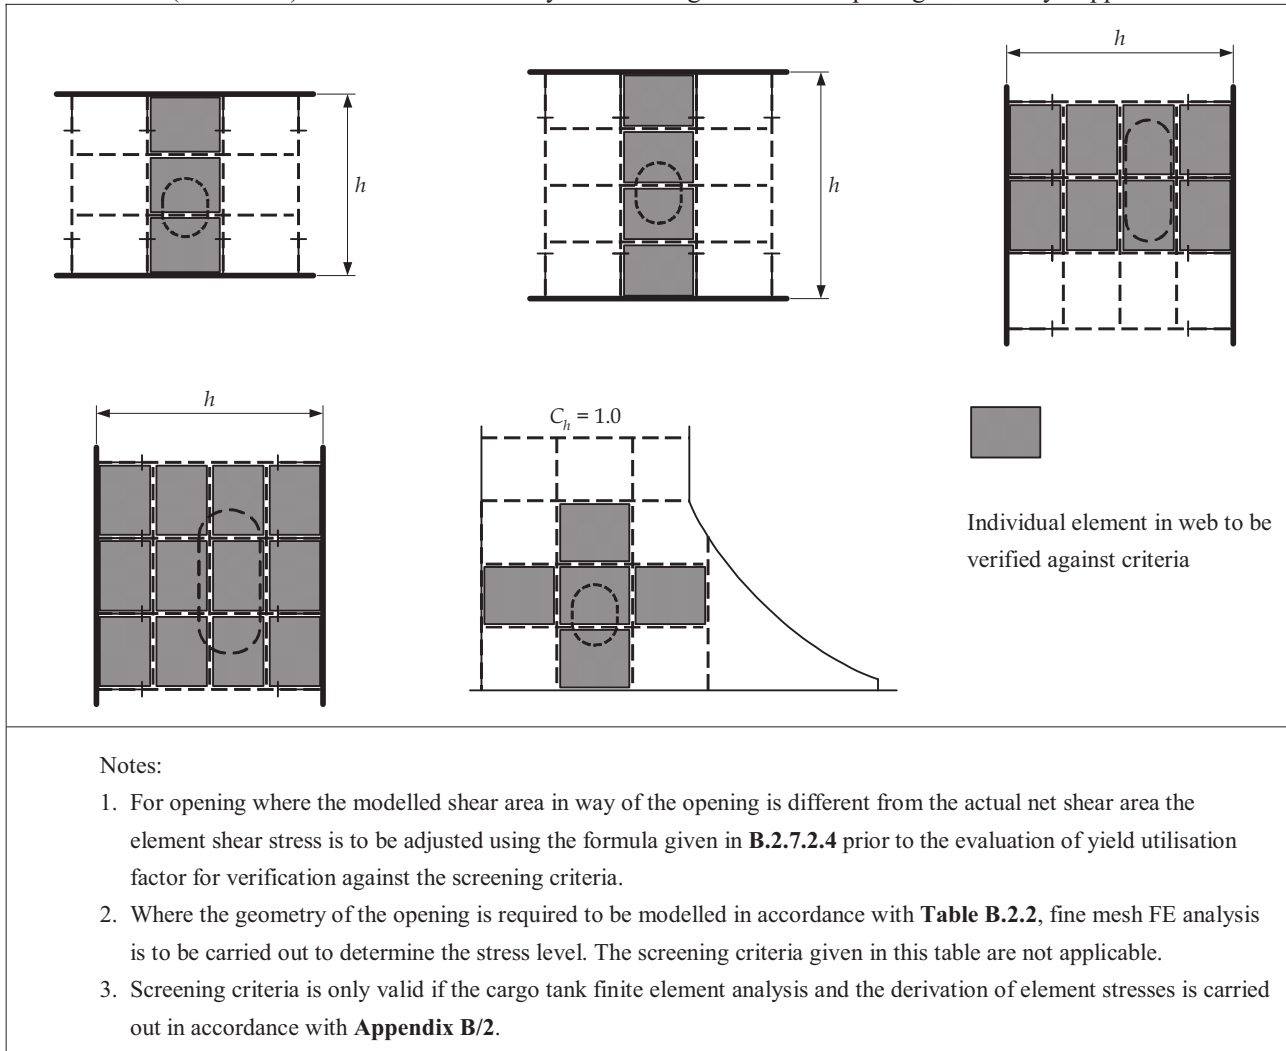 h
h
h
h
C_h = 1.0
Individual element in web to be
verified against criteria
Notes:
1. For opening where the modelled shear area in way of the opening is different from the actual net shear area the
element shear stress is to be adjusted using the formula given in B.2.7.2.4 prior to the evaluation of yield utilisation
factor for verification against the screening criteria.
2. Where the geometry of the opening is required to be modelled in accordance with Table B.2.2, fine mesh FE analysis
is to be carried out to determine the stress level. The screening criteria given in this table are not applicable.
3. Screening criteria is only valid if the cargo tank finite element analysis and the derivation of element stresses is carried
out in accordance with Appendix B/2.